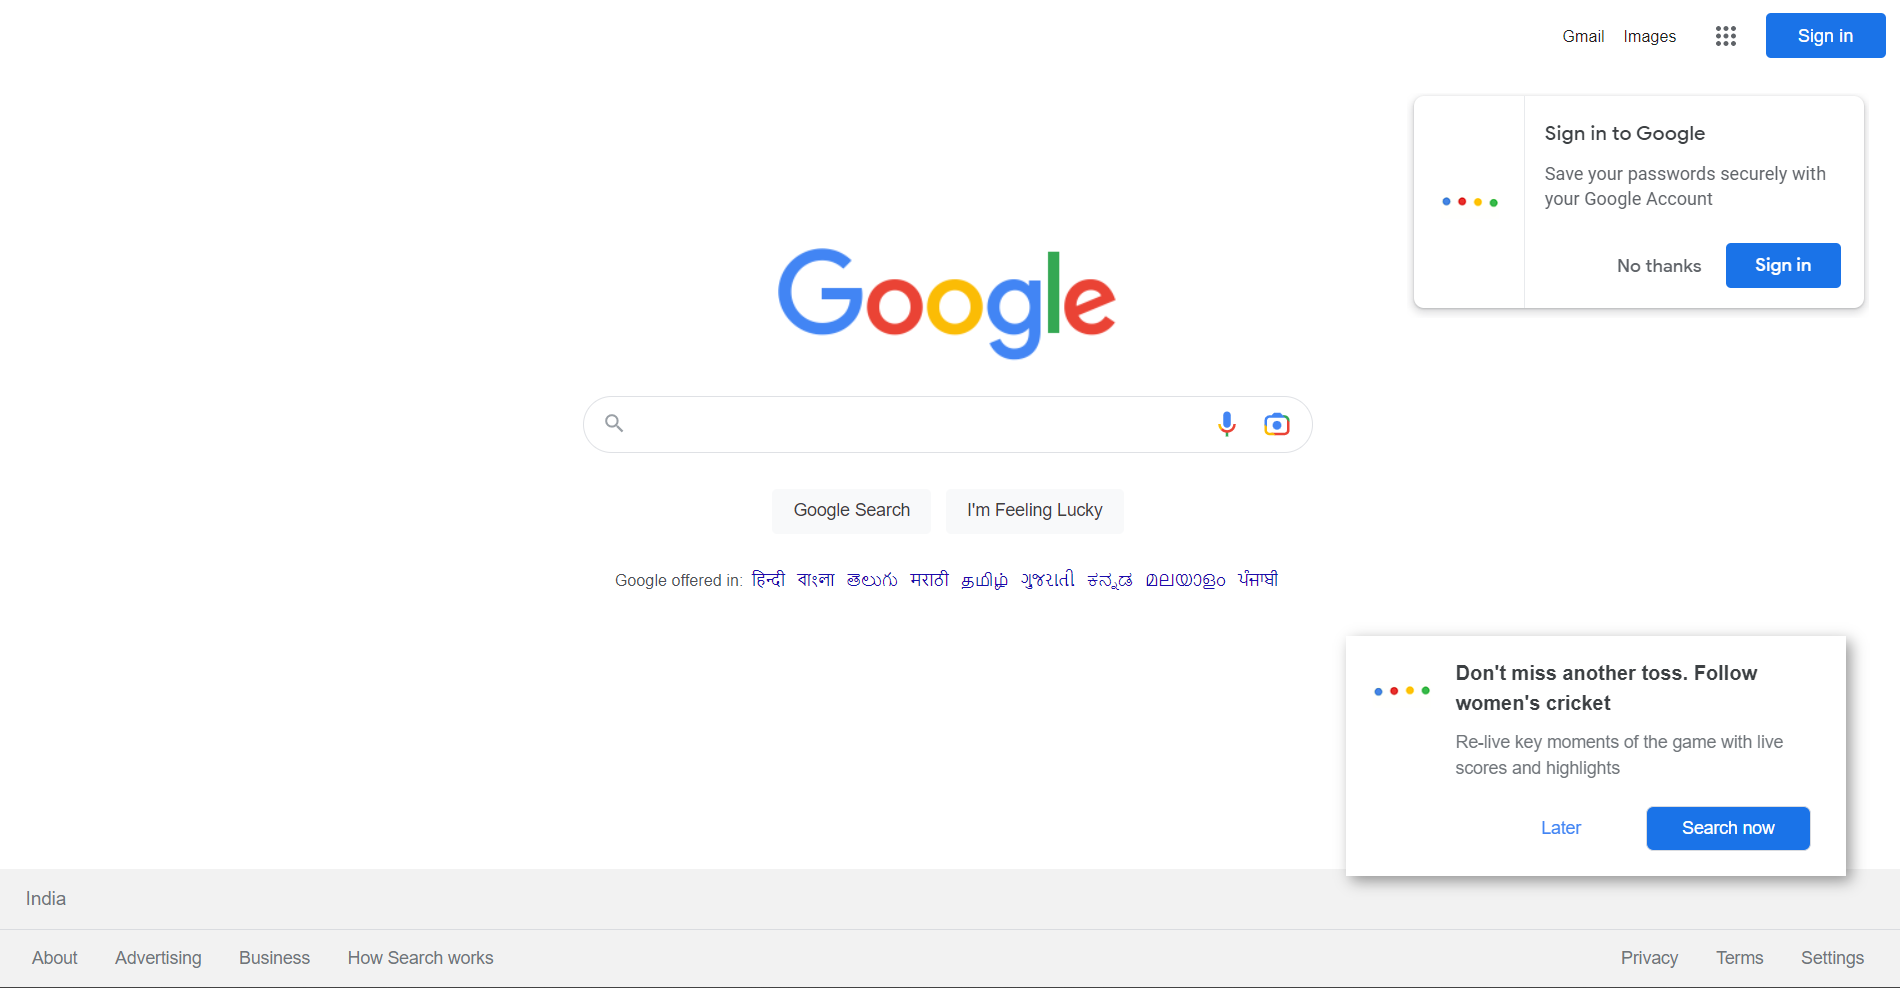 Gmail Images Sign in
Sign in to Google
Save your passwords securely with
your Google Account
No thanks Sign in
Google
Google Search I'm Feeling Lucky
Google offered in: हिन्दी বাংলা తెలుగు मराठी தமிழ் ગુજરાતી ಕನ್ನಡ മലയാളം ਪੰਜਾਬੀ
Don't miss another toss. Follow
women's cricket
Re-live key moments of the game with live
scores and highlights
Later Search now
India
About Advertising Business How Search works Privacy Terms Settings